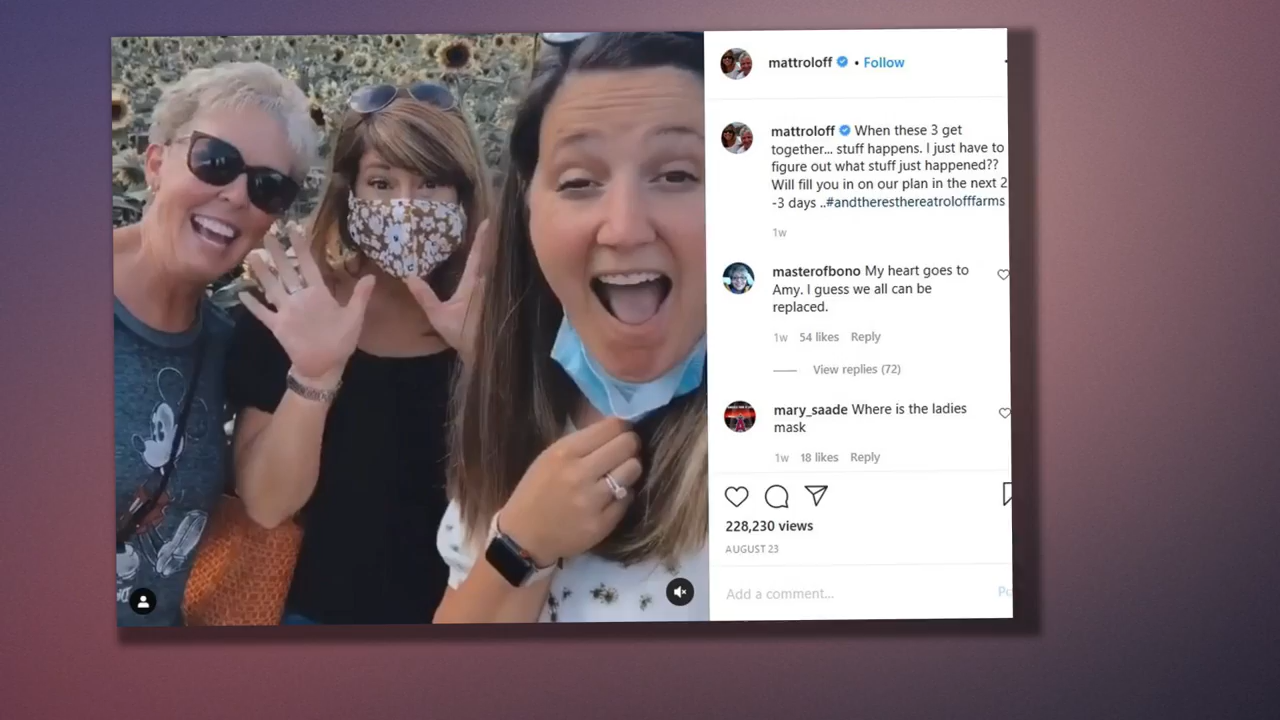 mattroloff • Follow
mattroloff When these 3 get
together... stuff happens. I just have to
figure out what stuff just happened??
Will fill you in on our plan in the next 2
-3 days ..#andtheresthereatrolofffarms
1w
masterofbono My heart goes to
Amy. I guess we all can be
replaced.
1w 54 likes Reply
View replies (72)
mary_saade Where is the ladies
mask
1w 18 likes Reply
228,230 views
AUGUST 23
Add a comment...